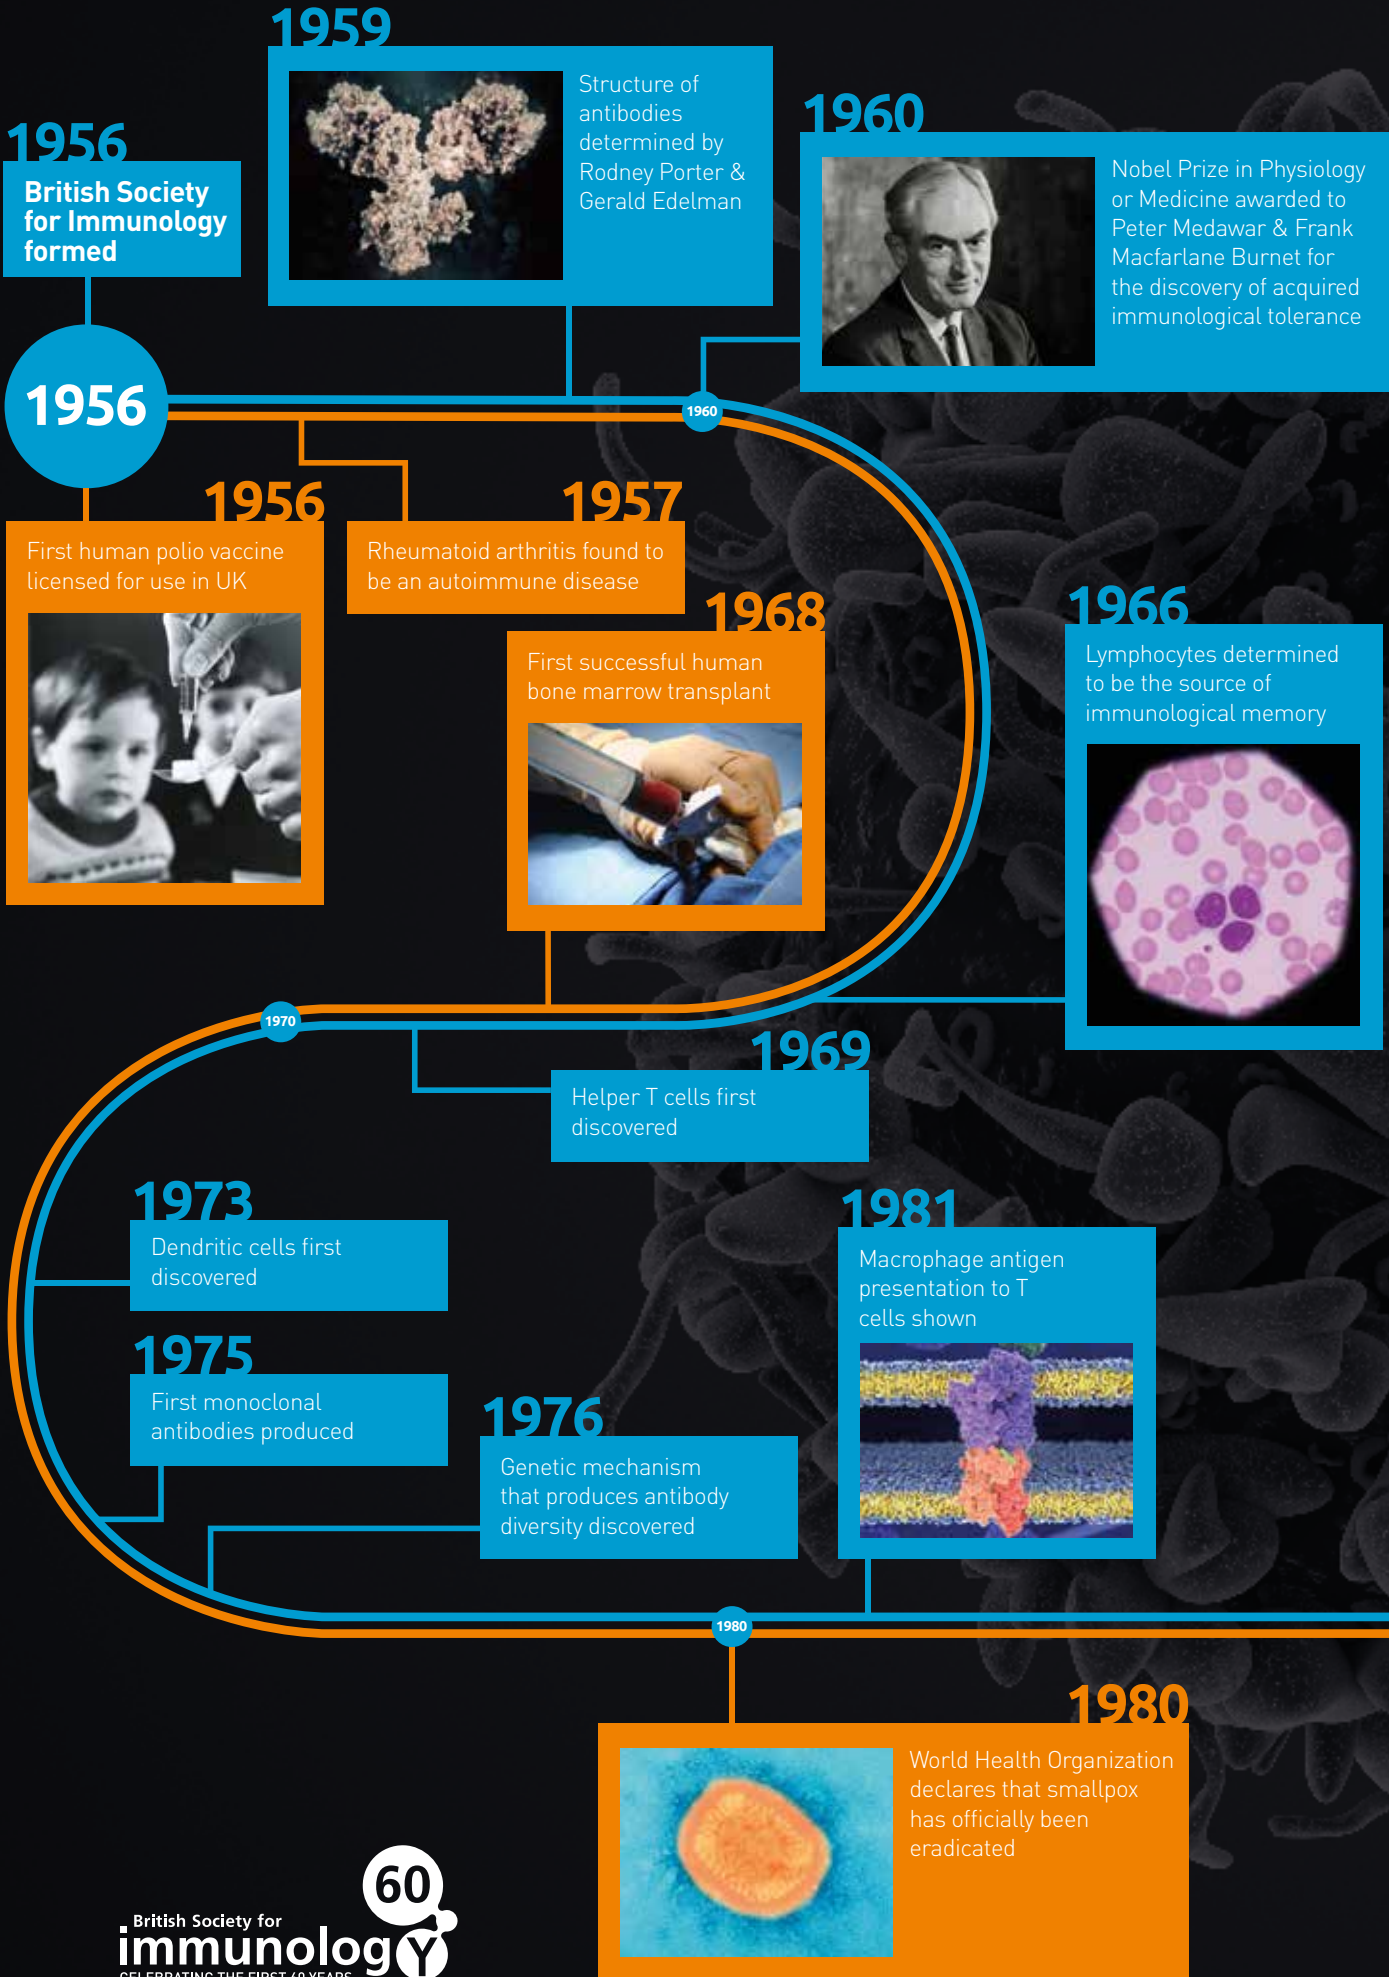 1959
Structure of
antibodies
determined by
Rodney Porter &
Gerald Edelman
1960
Nobel Prize in Physiology
or Medicine awarded to
Peter Medawar & Frank
Macfarlane Burnet for
the discovery of acquired
immunological tolerance
1956
British Society
for Immunology
formed
1956
1960
1956
First human polio vaccine
licensed for use in UK
1957
Rheumatoid arthritis found to
be an autoimmune disease
1968
First successful human
bone marrow transplant
1966
Lymphocytes determined
to be the source of
immunological memory
1970
1969
Helper T cells first
discovered
1973
Dendritic cells first
discovered
1975
First monoclonal
antibodies produced
1976
Genetic mechanism
that produces antibody
diversity discovered
1981
Macrophage antigen
presentation to T
cells shown
1980
1980
World Health Organization
declares that smallpox
has officially been
eradicated
60
British Society for
immunology
CELEBRATING THE FIRST 60 YEARS